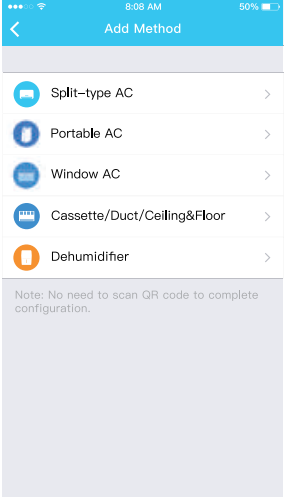 8:08 AM
50%
Add Method
Split-type AC
Portable AC
Window AC
Cassette/Duct/Ceiling&Floor
Dehumidifier
Note: No need to scan QR code to complete
configuration.